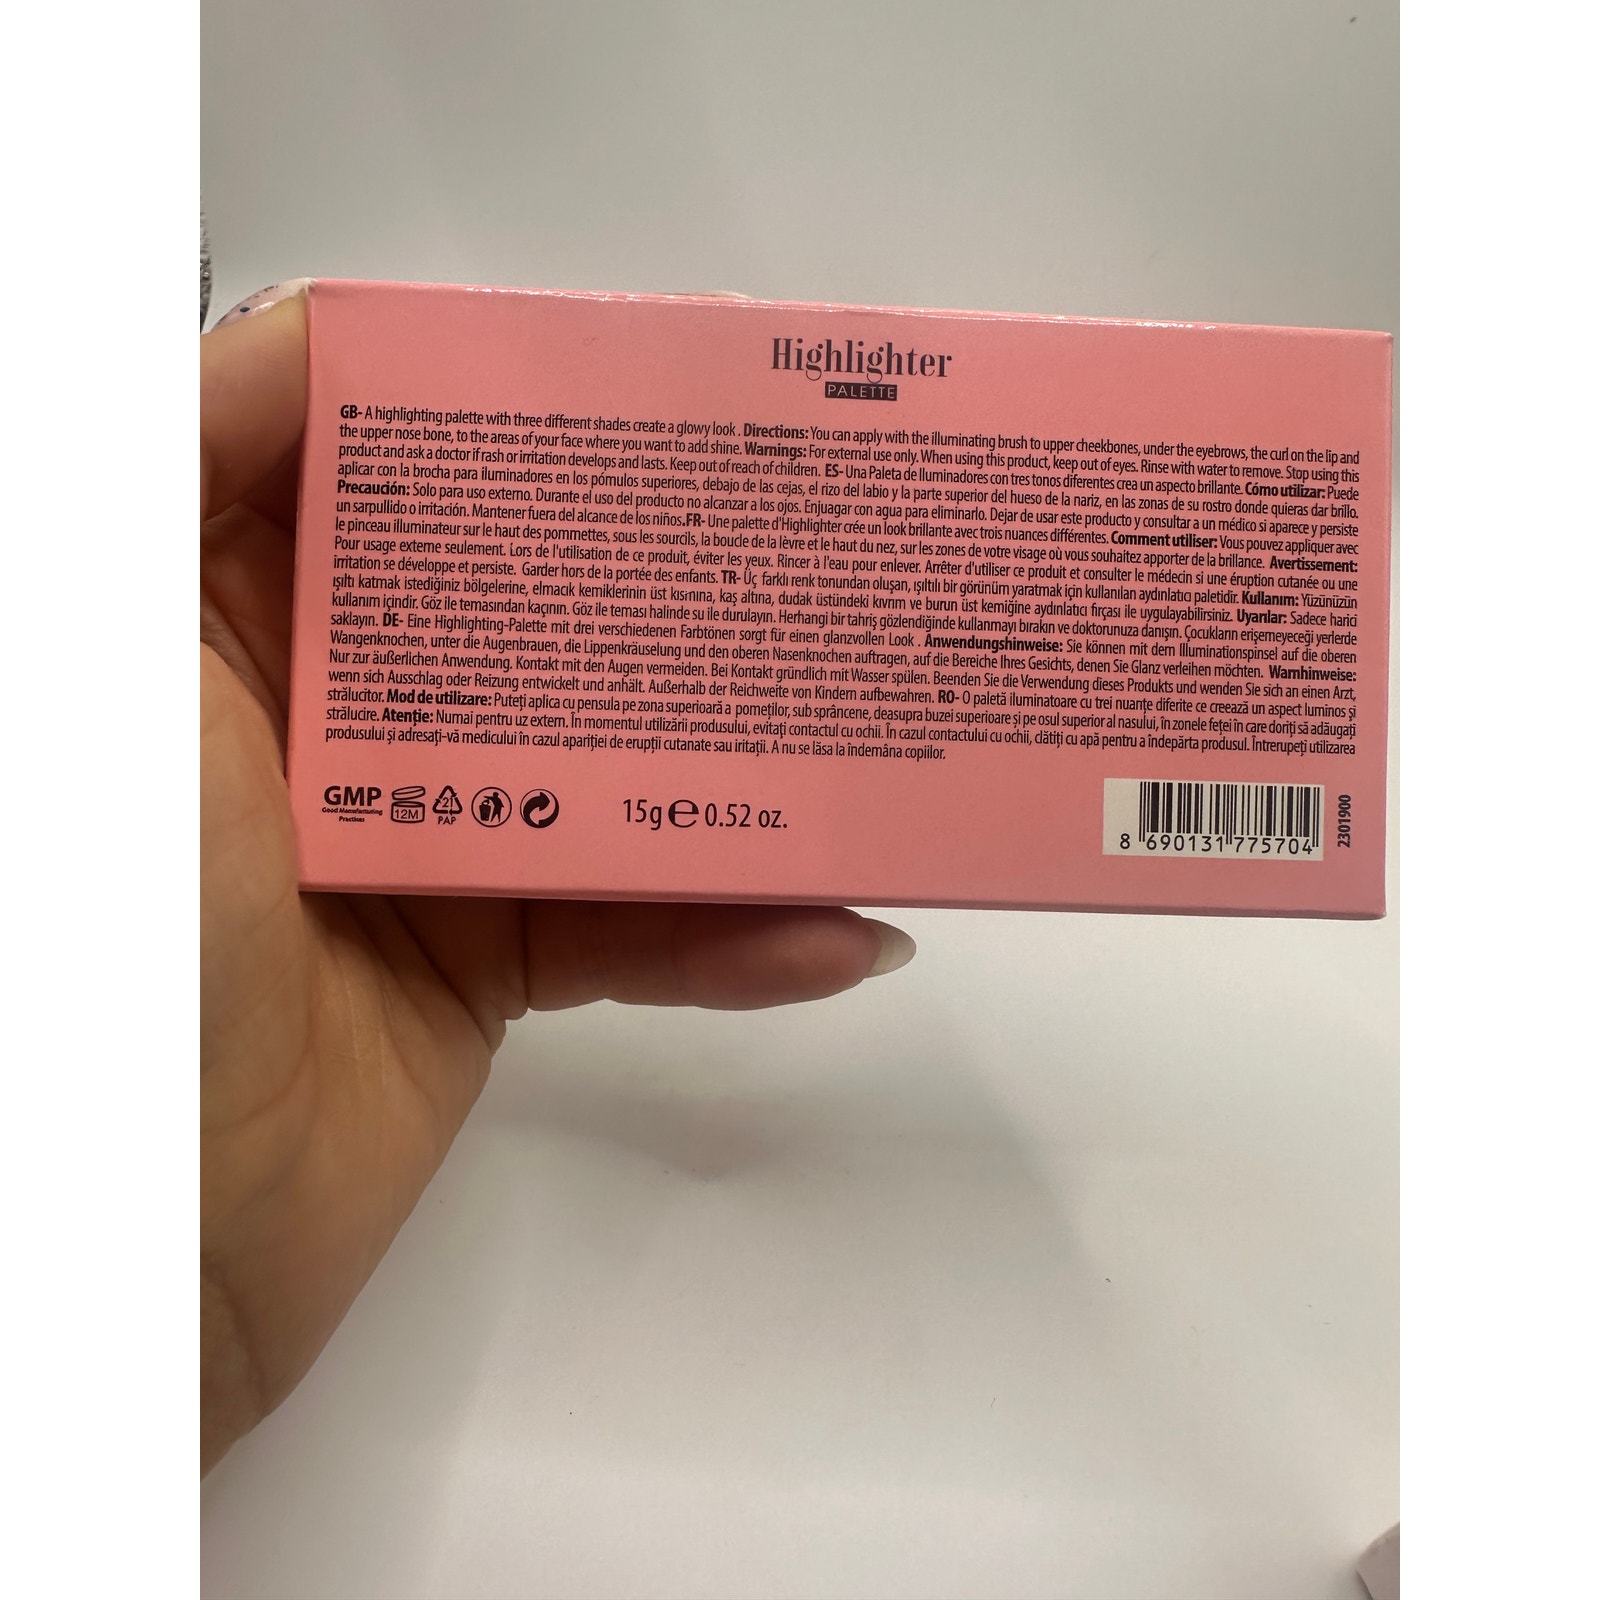 Highlighter
PALETTE
GB- A highlighting palette with three different shades create a glowy look . Directions: You can apply with the illuminating brush to upper cheekbones, under the eyebrows, the curl on the lip and
the upper nose bone, to the areas of your face where you want to add shine. Warnings: For external use only. When using this product, keep out of eyes. Rinse with water to remove. Stop using this
product and ask a doctor if rash or irritation develops and lasts. Keep out of reach of children. ES- Una Paleta de Iluminadores con tres tonos diferentes crea un aspecto brillante. Cómo utilizar: Puede
aplicar con la brocha para iluminadores en los pómulos superiores, debajo de las cejas, el rizo del labio y la parte superior del hueso de la nariz, en las zonas de su rostro donde quieras dar brillo.
Precaución: Solo para uso externo. Durante el uso del producto no alcanzar a los ojos. Enjuagar con agua para eliminarlo. Dejar de usar este producto y consultar a un médico si aparece y persiste
un sarpullido o irritación. Mantener fuera del alcance de los niños.FR- Une palette d'Highlighter crée un look brillante avec trois nuances différentes. Comment utiliser: Vous pouvez appliquer avec
le pinceau illuminateur sur le haut des pommettes, sous les sourcils, la boucle de la lèvre et le haut du nez, sur les zones de votre visage où vous souhaitez apporter de la brillance. Avertissement:
Pour usage externe seulement. Lors de l'utilisation de ce produit, éviter les yeux. Rincer à l'eau pour enlever. Arrêter d'utiliser ce produit et consulter le médecin si une éruption cutanée ou une
irritation se développe et persiste. Garder hors de la portée des enfants. TR- Üç farklı renk tonundan oluşan, ışıltılı bir görünüm yaratmak için kullanılan aydınlatıcı paletidir. Kullanım: Yüzünüzün
ışıltı katmak istediğiniz bölgelerine, elmacık kemiklerinin üst kısmına, kaş altına, dudak üstündeki kıvrım ve burun üst kemiğine aydınlatıcı fırçası ile uygulayabilirsiniz. Uyarılar: Sadece harici
kullanım içindir. Göz ile temasından kaçının. Göz ile teması halinde su ile durulayın. Herhangi bir tahriş gözlendiğinde kullanmayı bırakın ve doktorunuza danışın. Çocukların erişemeyeceği yerlerde
saklayın. DE- Eine Highlighting-Palette mit drei verschiedenen Farbtönen sorgt für einen glanzvollen Look . Anwendungshinweise: Sie können mit dem Illuminationspinsel auf die oberen
Wangenknochen, unter die Augenbrauen, die Lippenkräuselung und den oberen Nasenknochen auftragen, auf die Bereiche Ihres Gesichts, denen Sie Glanz verleihen möchten. Warnhinweise:
Nur zur äußerlichen Anwendung. Kontakt mit den Augen vermeiden. Bei Kontakt gründlich mit Wasser spülen. Beenden Sie die Verwendung dieses Produkts und wenden Sie sich an einen Arzt,
wenn sich Ausschlag oder Reizung entwickelt und anhält. Außerhalb der Reichweite von Kindern aufbewahren. RO- O paletă iluminatoare cu trei nuanțe diferite ce creează un aspect luminos și
strălucitor. Mod de utilizare: Puteți aplica cu pensula pe zona superioară a pomeților, sub sprâncene, deasupra buzei superioare și pe osul superior al nasului, în zonele feței în care doriți să adăugați
strălucire. Atenție: Numai pentru uz extern. În momentul utilizării produsului, evitați contactul cu ochii. În cazul contactului cu ochii, clătiți cu apă pentru a îndepărta produsul. Întrerupeți utilizarea
produsului și adresați-vă medicului în cazul apariției de erupții cutanate sau iritații. A nu se lăsa la îndemâna copiilor.
GMP
Good Manufacturing
Practices
12M
21
PAP
15g e 0.52 oz.
8 690131 775704
2301900